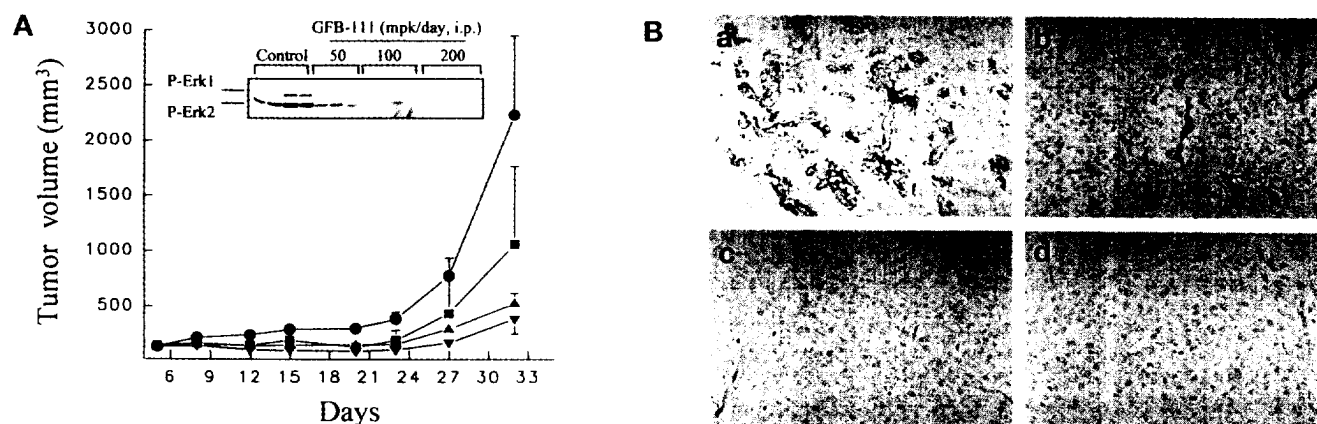 A
GFB-111 (mpk/day, i.p.)
Control 50 100 200
P-Erk1
P-Erk2
Tumor volume (mm³)
3000
2500
2000
1500
1000
500
6 9 12 15 18 21 24 27 30 33
Days
B
a
b
c
d